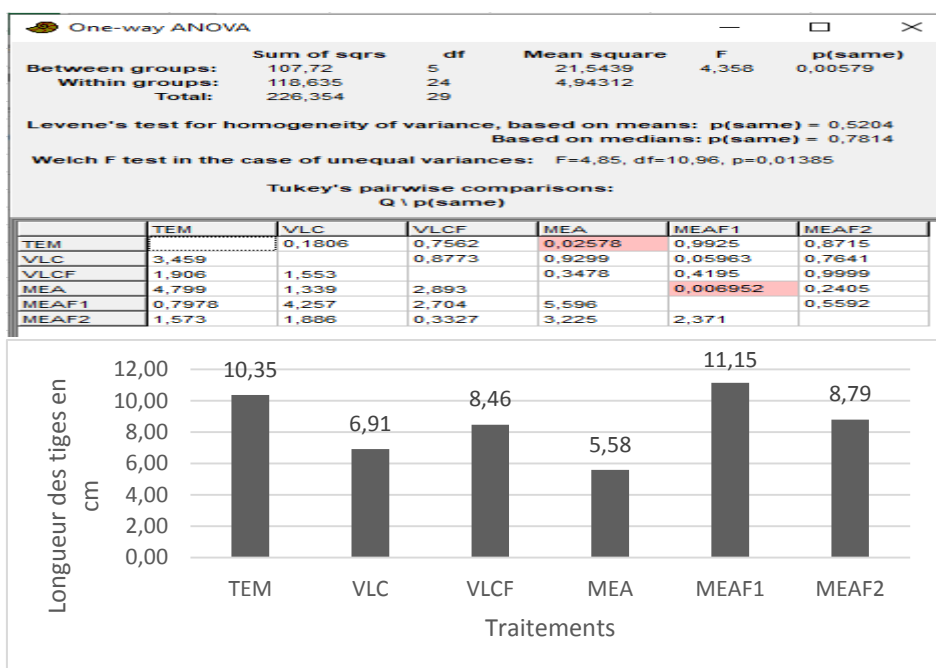 One-way ANOVA
Sum of sqrs df Mean square F p(same)
Between groups: 107,72 5 21,5439 4,358 0,00579
Within groups: 118,635 24 4,94312
Total: 226,354 29
Levene's test for homogeneity of variance, based on means: p(same) = 0,5204
Based on medians: p(same) = 0,7814
Welch F test in the case of unequal variances: F=4,85, df=10,96, p=0,01385
Tukey's pairwise comparisons:
Q \ p(same)
TEM VLC VLCF MEA MEAF1 MEAF2
TEM 0,1806 0,7562 0,02578 0,9925 0,8715
VLC 3,459 0,8773 0,9299 0,05963 0,7641
VLCF 1,906 1,553 0,3478 0,4195 0,9999
MEA 4,799 1,339 2,893 0,006952 0,2405
MEAF1 0,7978 4,257 2,704 5,596 0,5592
MEAF2 1,573 1,886 0,3327 3,225 2,371
Longueur des tiges en
cm
12,00
10,00
8,00
6,00
4,00
2,00
0,00
10,35
6,91
8,46
5,58
11,15
8,79
TEM VLC VLCF MEA MEAF1 MEAF2
Traitements